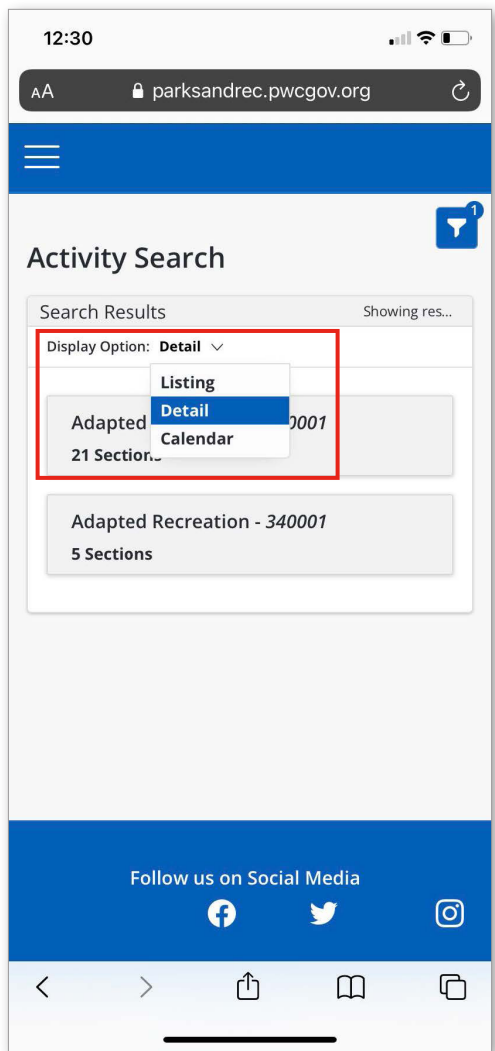 12:30
AA parksandrec.pwcgov.org
1
Activity Search
Search Results Showing res...
Display Option: Detail
Listing
Detail
Calendar
Adapted 0001
21 Sections
Adapted Recreation - 340001
5 Sections
Follow us on Social Media